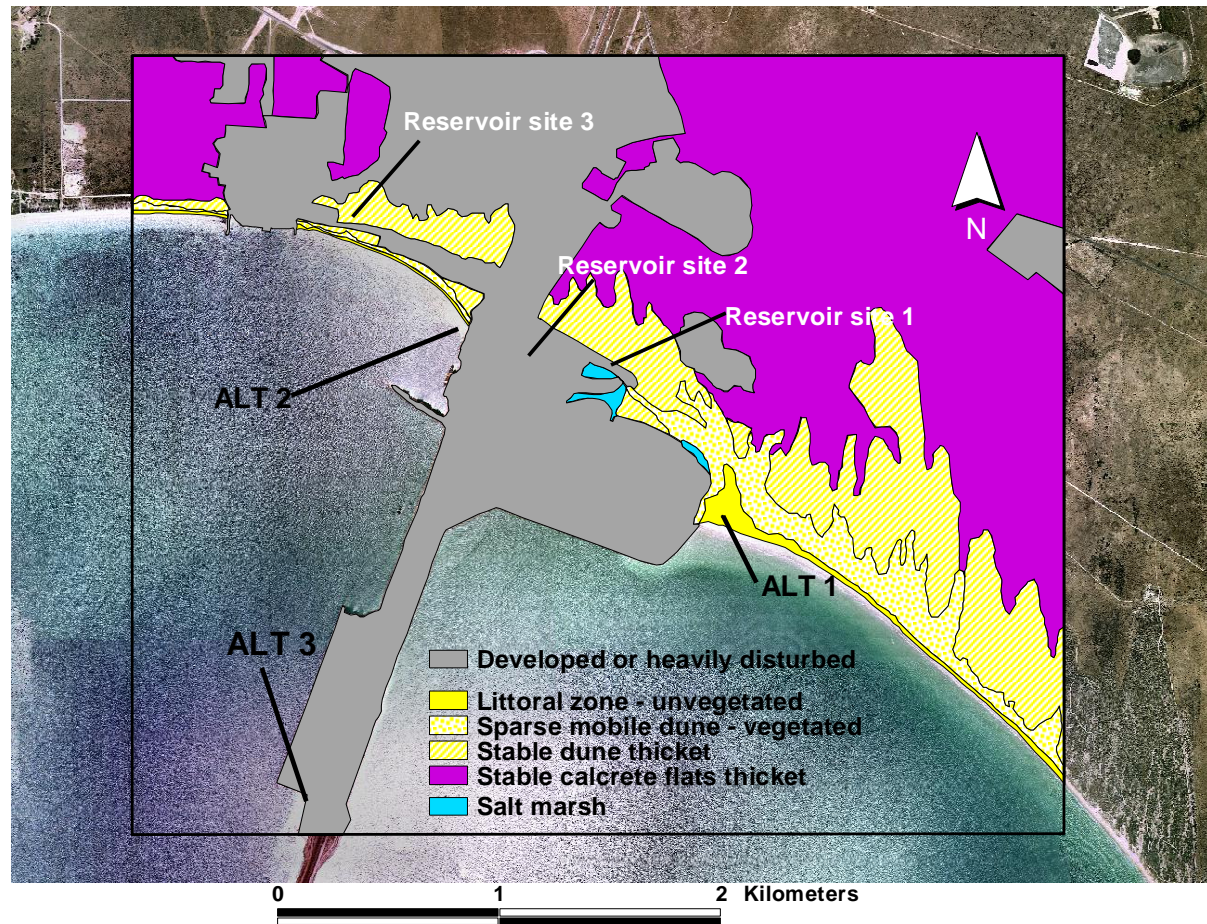 Reservoir site 3
N
Reservoir site 2
Reservoir site 1
ALT 2
ALT 1
ALT 3
Developed or heavily disturbed
Littoral zone - unvegetated
Sparse mobile dune - vegetated
Stable dune thicket
Stable calcrete flats thicket
Salt marsh
0 1 2 Kilometers